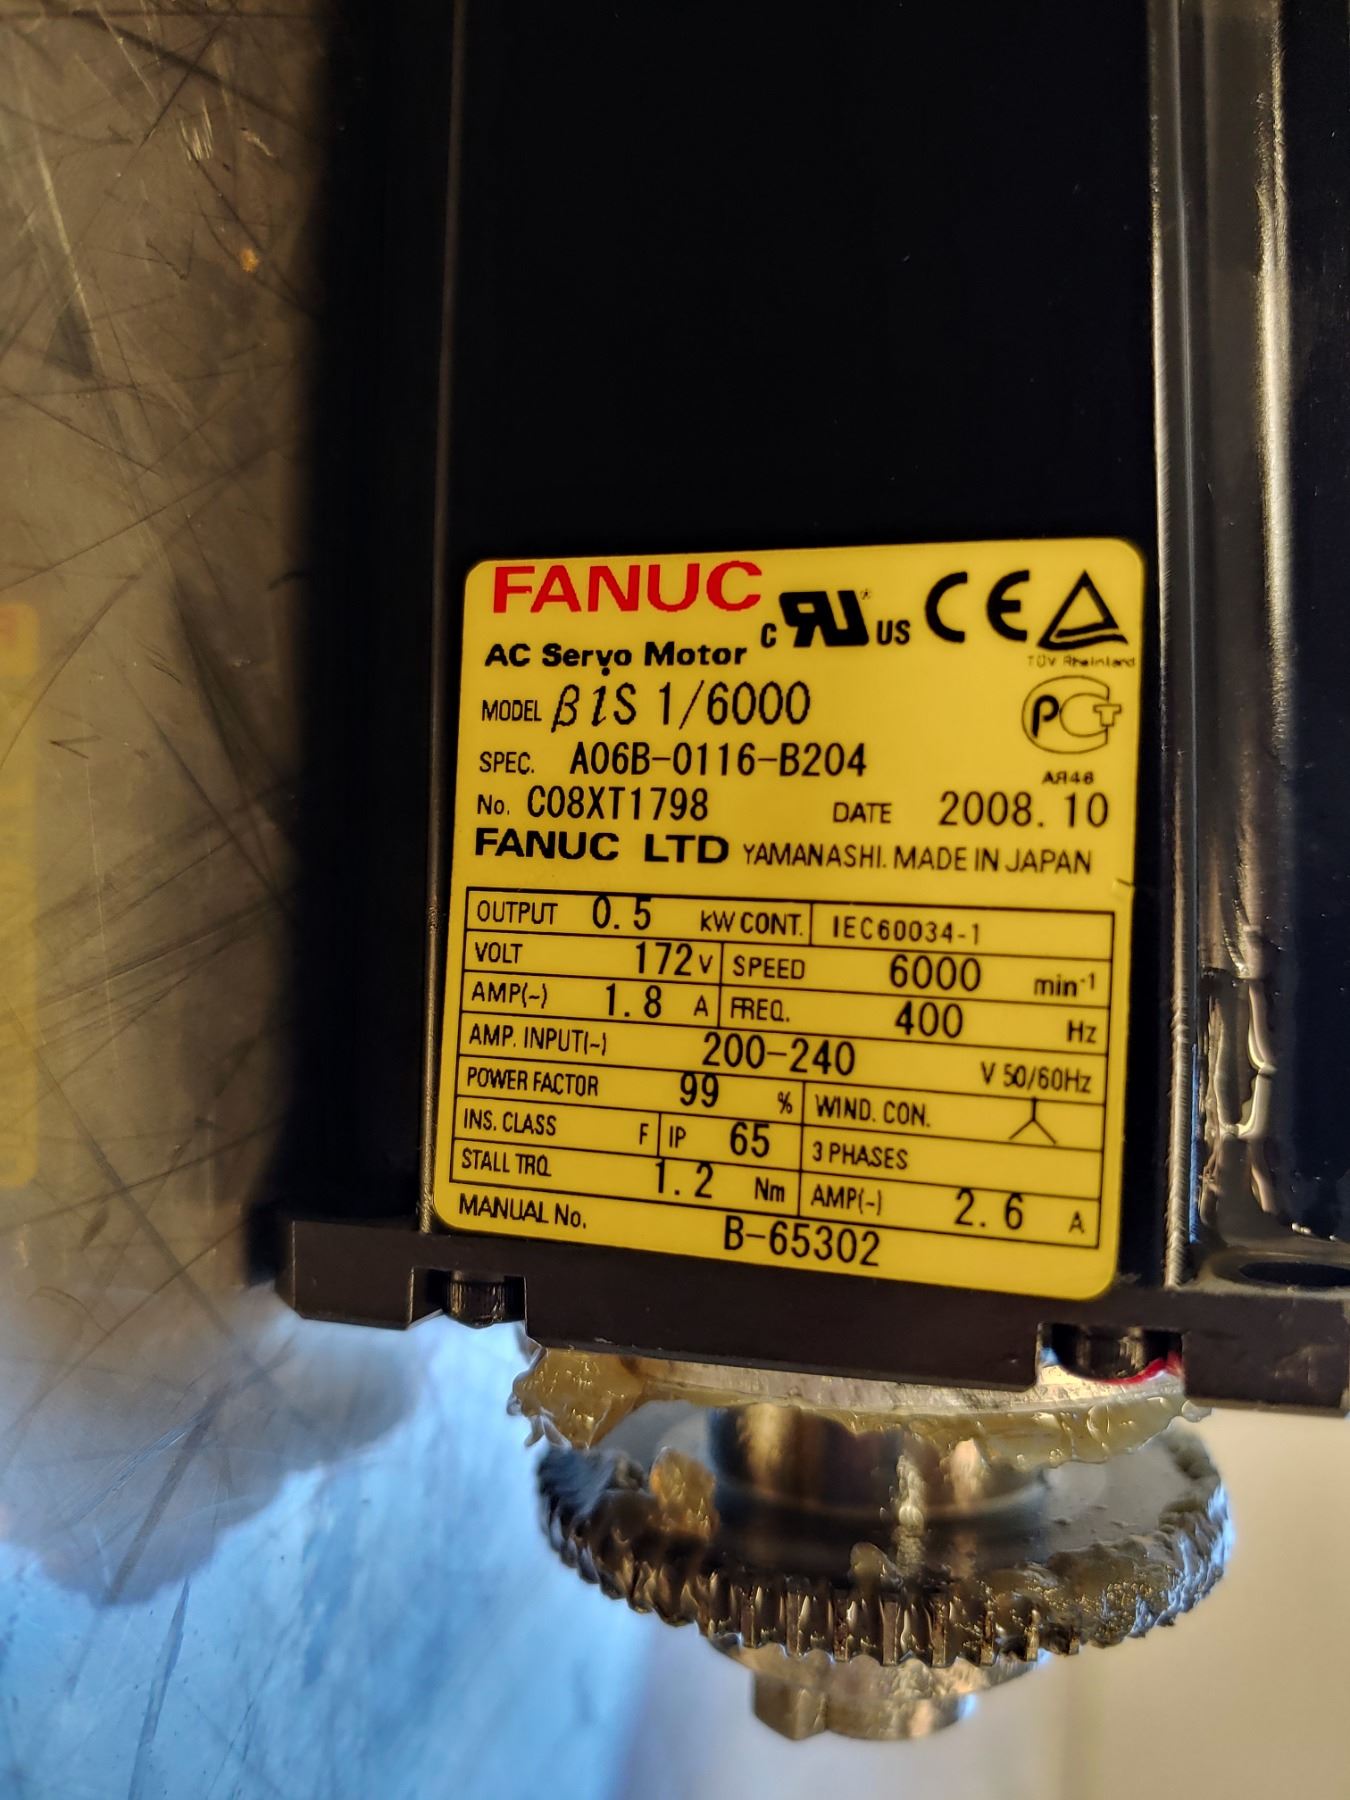 FANUC
c RU US CE
TÜV Rheinland
AC Servo Motor
MODEL βiS 1/6000
PCT
SPEC. A06B-0116-B204
АЯ46
No. C08XT1798 DATE 2008.10
FANUC LTD YAMANASHI. MADE IN JAPAN
OUTPUT 0.5 kW CONT. IEC60034-1
VOLT 172 V SPEED 6000 min⁻¹
AMP(~) 1.8 A FREQ. 400 Hz
AMP. INPUT(~) 200-240 V 50/60Hz
POWER FACTOR 99 % WIND. CON.
INS. CLASS F IP 65 3 PHASES
STALL TRQ. 1.2 Nm AMP(~) 2.6 A
MANUAL No. B-65302